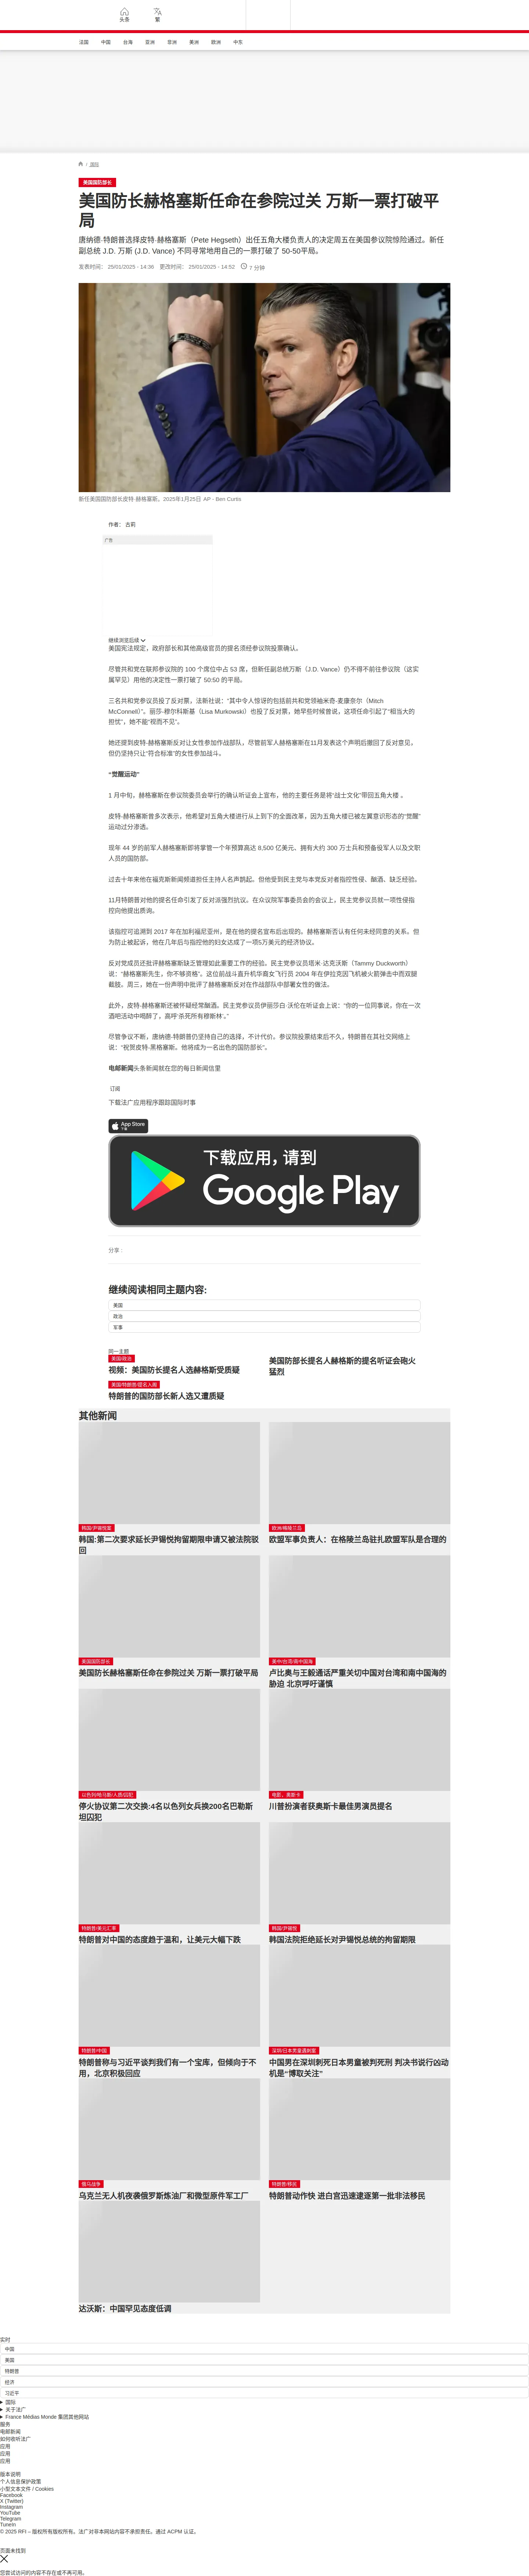 头条
繁
法国
中国
台海
亚洲
非洲
美洲
欧洲
中东
/ 国际
美国国防部长
美国防长赫格塞斯任命在参院过关 万斯一票打破平
局
唐纳德·特朗普选择皮特·赫格塞斯（Pete Hegseth）出任五角大楼负责人的决定周五在美国参议院惊险通过。新任
副总统 J.D. 万斯 (J.D. Vance) 不同寻常地用自己的一票打破了 50-50平局。
发表时间： 25/01/2025 - 14:36 更改时间： 25/01/2025 - 14:52 7 分钟
新任美国国防部长皮特·赫格塞斯。2025年1月25日 AP - Ben Curtis
作者： 古莉
广告
继续浏览后续
美国宪法规定，政府部长和其他高级官员的提名须经参议院投票确认。
尽管共和党在联邦参议院的 100 个席位中占 53 席，但新任副总统万斯（J.D. Vance）仍不得不前往参议院（这实
属罕见）用他的决定性一票打破了 50:50 的平局。
三名共和党参议员投了反对票，法新社说：“其中令人惊讶的包括前共和党领袖米奇·麦康奈尔（Mitch
McConnell）”。丽莎·穆尔科斯基（Lisa Murkowski）也投了反对票，她早些时候曾说，这项任命引起了“相当大的
担忧”，她不能“视而不见”。
她还提到皮特·赫格塞斯反对让女性参加作战部队，尽管前军人赫格塞斯在11月发表这个声明后撤回了反对意见，
但仍坚持只让“符合标准”的女性参加战斗。
“觉醒运动”
1 月中旬，赫格塞斯在参议院委员会举行的确认听证会上宣布，他的主要任务是将“战士文化”带回五角大楼 。
皮特·赫格塞斯曾多次表示，他希望对五角大楼进行从上到下的全面改革，因为五角大楼已被左翼意识形态的“觉醒”
运动过分渗透。
现年 44 岁的前军人赫格塞斯即将掌管一个年预算高达 8,500 亿美元、拥有大约 300 万士兵和预备役军人以及文职
人员的国防部。
过去十年来他在福克斯新闻频道担任主持人名声鹊起。但他受到民主党与本党反对者指控性侵、酗酒、缺乏经验。
11月特朗普对他的提名任命引发了反对派强烈抗议。在众议院军事委员会的会议上，民主党参议员就一项性侵指
控向他提出质询。
该指控可追溯到 2017 年在加利福尼亚州，是在他的提名宣布后出现的。赫格塞斯否认有任何未经同意的关系，但
为防止被起诉，他在几年后与指控他的妇女达成了一项5万美元的经济协议。
反对党成员还批评赫格塞斯缺乏管理如此重要工作的经验。民主党参议员塔米·达克沃斯（Tammy Duckworth）
说：“赫格塞斯先生，你不够资格”。这位前战斗直升机华裔女飞行员 2004 年在伊拉克因飞机被火箭弹击中而双腿
截肢。周三，她在一份声明中批评了赫格塞斯反对在作战部队中部署女性的做法。
此外，皮特·赫格塞斯还被怀疑经常酗酒。民主党参议员伊丽莎白·沃伦在听证会上说：“你的一位同事说，你在一次
酒吧活动中喝醉了，高呼‘杀死所有穆斯林’。”
尽管争议不断，唐纳德·特朗普仍坚持自己的选择，不计代价。参议院投票结束后不久，特朗普在其社交网络上
说：“祝贺皮特-黑格塞斯。他将成为一名出色的国防部长”。
电邮新闻头条新闻就在您的每日新闻信里
订阅
下载法广应用程序跟踪国际时事
App Store
下载
下载应用，请到
Google Play
分享 :
继续阅读相同主题内容:
美国
政治
军事
同一主题
美国/政治
视频：美国防长提名人选赫格斯受质疑
美国防部长提名人赫格斯的提名听证会砲火
猛烈
美国/特朗普/提名人阁
特朗普的国防部长新人选又遭质疑
其他新闻
韩国/尹锡悦案
韩国:第二次要求延长尹锡悦拘留期限申请又被法院驳
回
欧洲/格陵兰岛
欧盟军事负责人：在格陵兰岛驻扎欧盟军队是合理的
美国国防部长
美国防长赫格塞斯任命在参院过关 万斯一票打破平局
美中/台湾/南中国海
卢比奥与王毅通话严重关切中国对台湾和南中国海的
胁迫 北京呼吁谨慎
以色列/哈马斯/人质/囚犯
停火协议第二次交换:4名以色列女兵换200名巴勒斯
坦囚犯
电影，奥斯卡
川普扮演者获奥斯卡最佳男演员提名
特朗普/美元汇率
特朗普对中国的态度趋于温和，让美元大幅下跌
韩国/尹锡悦
韩国法院拒绝延长对尹锡悦总统的拘留期限
特朗普/中国
特朗普称与习近平谈判我们有一个宝库，但倾向于不
用，北京积极回应
深圳/日本男童遇刺案
中国男在深圳刺死日本男童被判死刑 判决书说行凶动
机是“博取关注”
俄乌战争
乌克兰无人机夜袭俄罗斯炼油厂和微型原件军工厂
特朗普/移民
特朗普动作快 进白宫迅速逮逐第一批非法移民
达沃斯：中国罕见态度低调
实时
中国
美国
特朗普
经济
习近平
国际
关于法广
France Médias Monde 集团其他网站
服务
电邮新闻
如何收听法广
应用
应用
应用
版本说明
个人信息保护政策
小型文本文件 / Cookies
Facebook
X (Twitter)
Instagram
YouTube
Telegram
TuneIn
© 2025 RFI – 版权所有版权所有。法广对非本网站内容不承担责任。通过 ACPM 认证。
页面未找到
您尝试访问的内容不存在或不再可用。